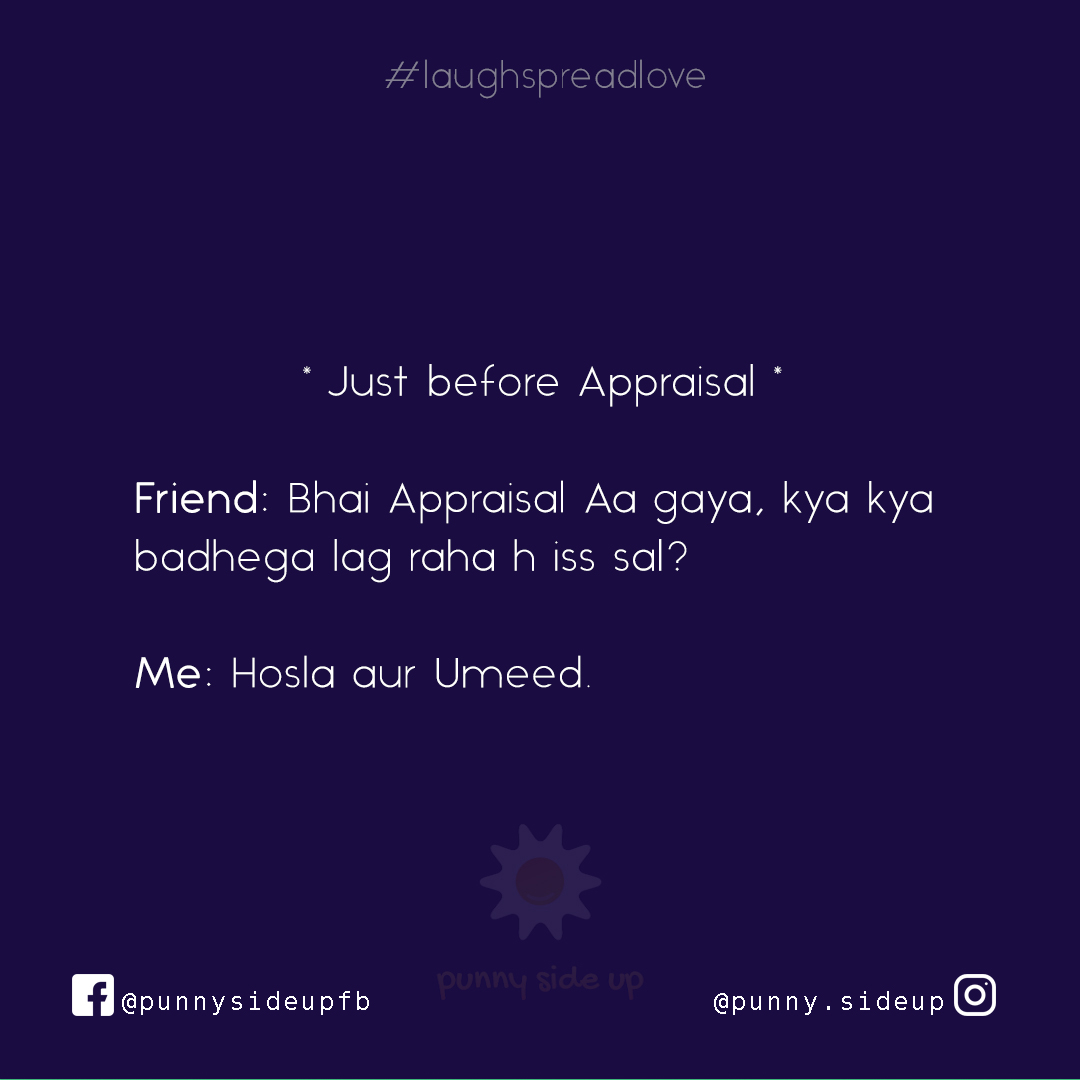 #laughspreadlove
* Just before Appraisal *
Friend: Bhai Appraisal Aa gaya, kya kya
badhega lag raha h iss sal?
Me: Hosla aur Umeed.
punny side up
@punnysideupfb
@punny.sideup